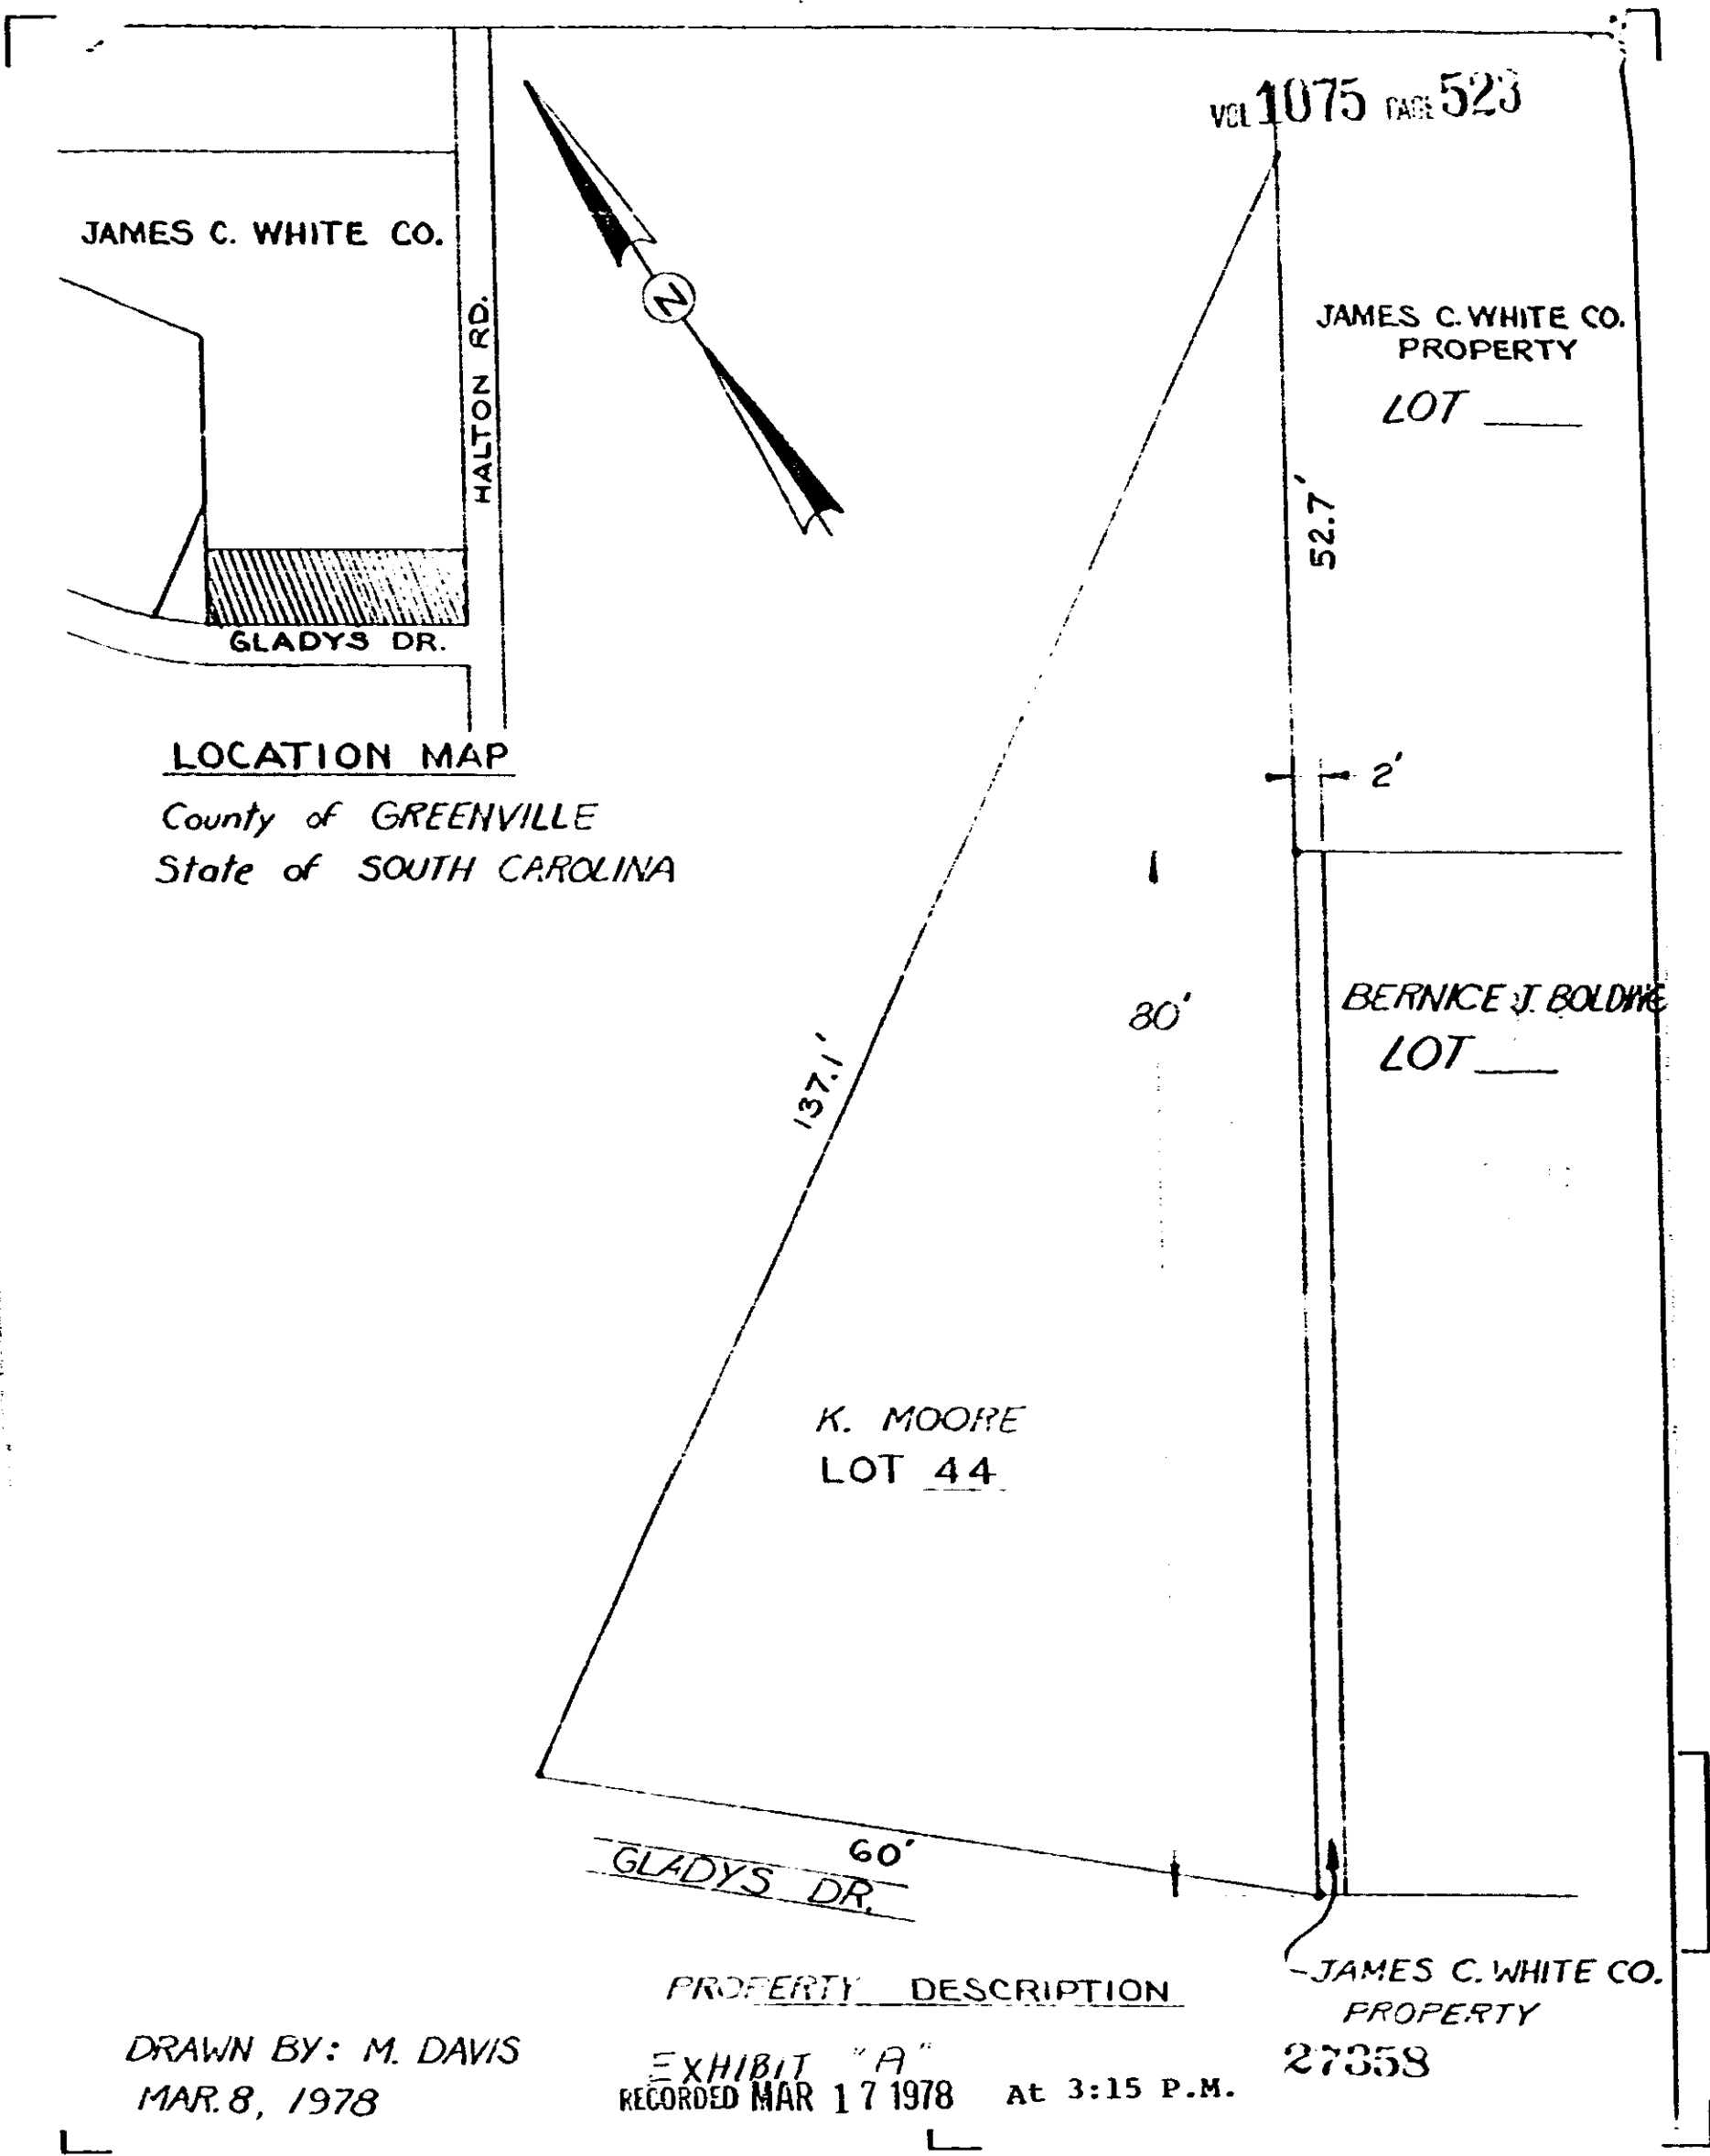 VOL 1075 PAGE 523
JAMES C. WHITE CO.
HALTON RD.
GLADYS DR.
LOCATION MAP
County of GREENVILLE
State of SOUTH CAROLINA
N
JAMES C. WHITE CO.
PROPERTY
LOT
52.7'
2'
80'
BERNICE J. BOLDING
LOT
137.1'
K. MOORE
LOT 44
60'
GLADYS DR.
JAMES C. WHITE CO.
PROPERTY
27358
PROPERTY DESCRIPTION
EXHIBIT "A"
RECORDED MAR 17 1978 At 3:15 P.M.
DRAWN BY: M. DAVIS
MAR. 8, 1978